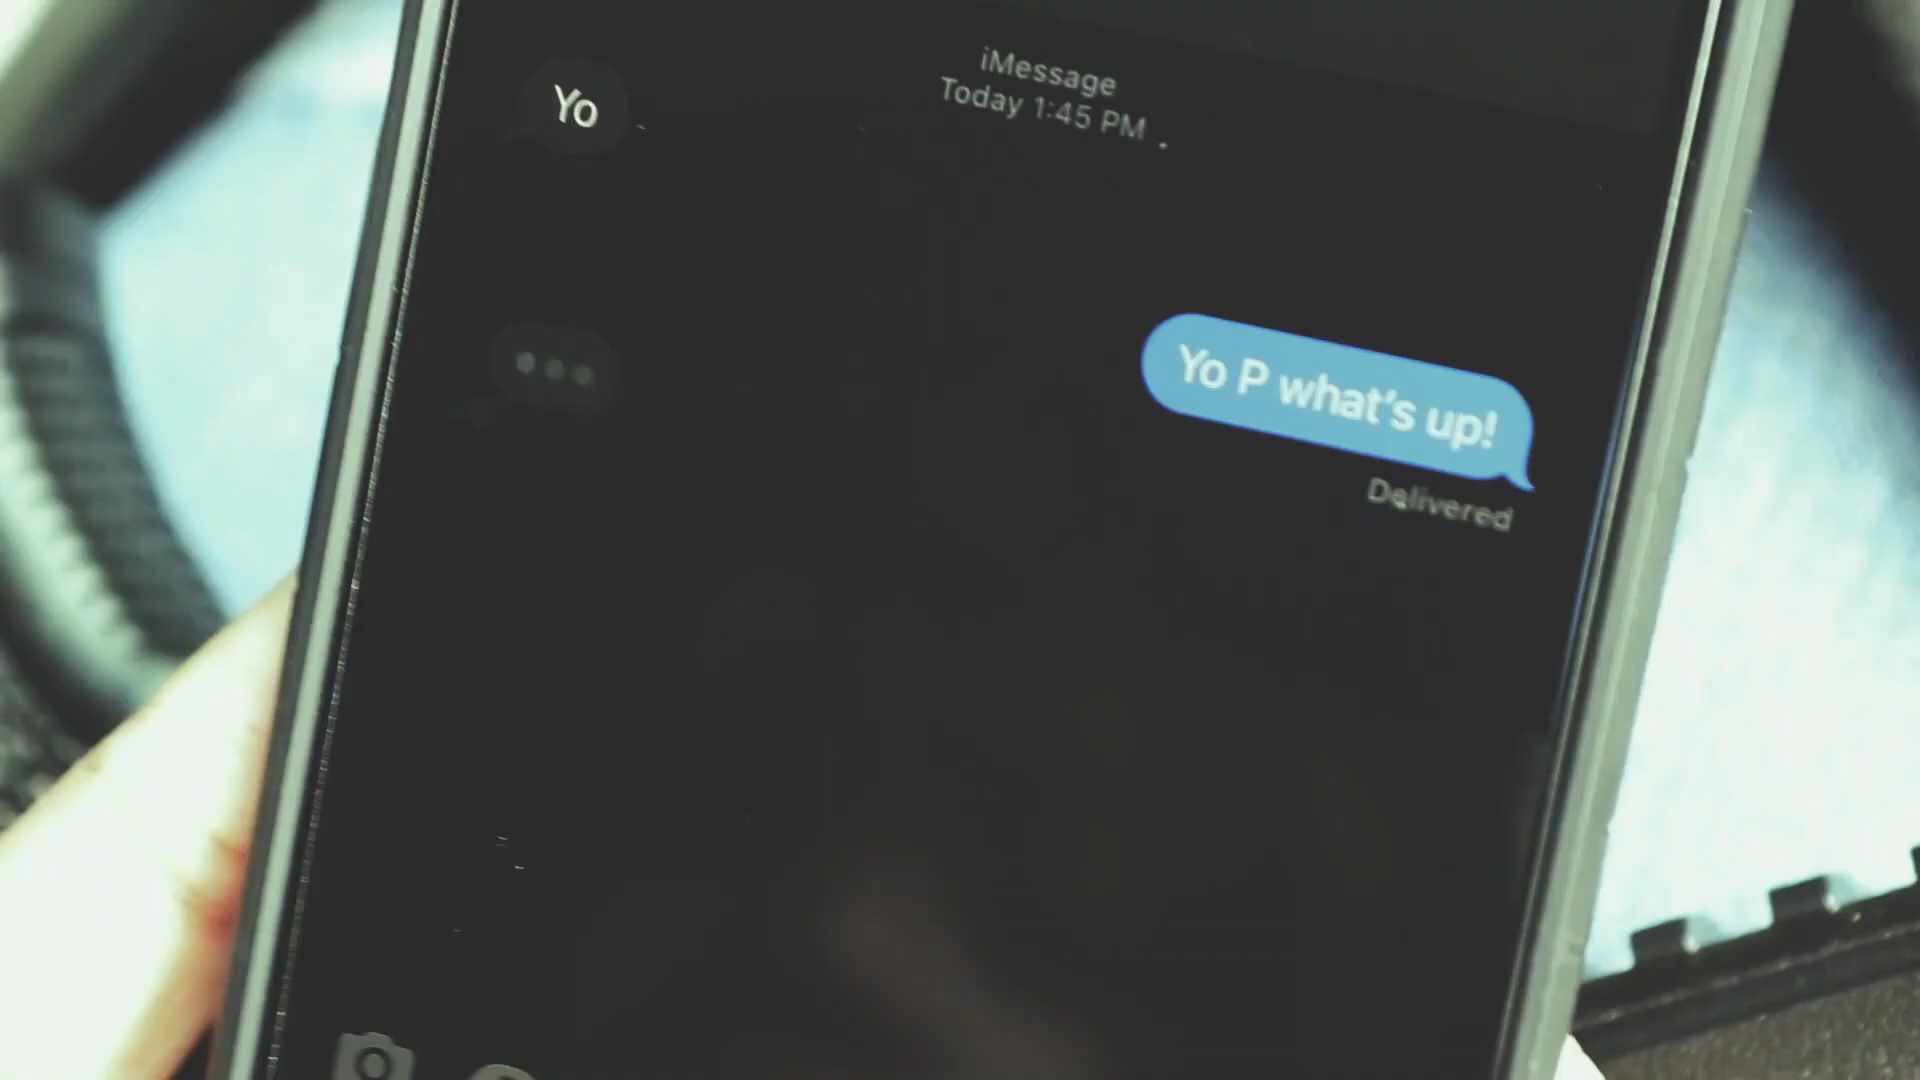 iMessage
Today 1:45 PM
Yo
Yo P what's up!
Delivered